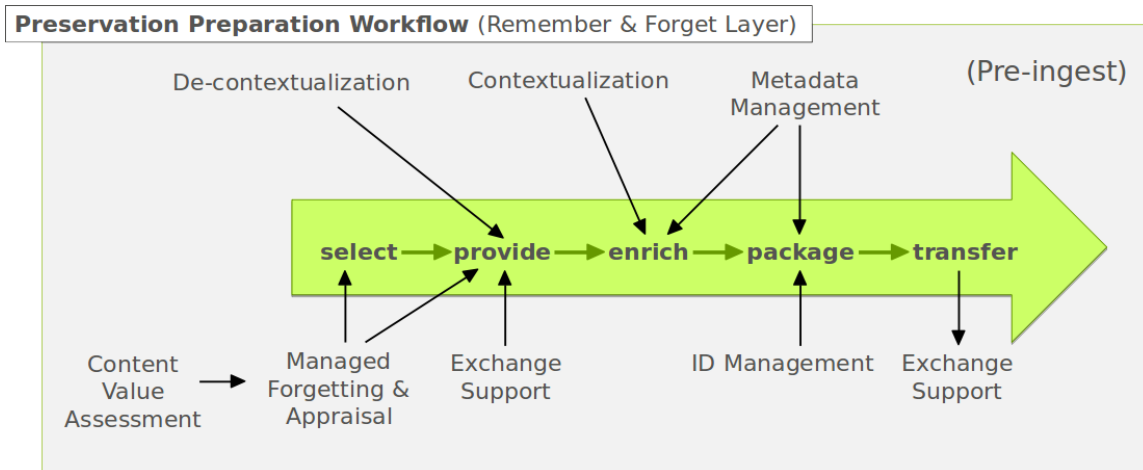 Preservation Preparation Workflow (Remember & Forget Layer)
(Pre-ingest)
De-contextualization
Contextualization
Metadata
Management
select
provide
enrich
package
transfer
Content
Value
Assessment
Managed
Forgetting &
Appraisal
Exchange
Support
ID Management
Exchange
Support